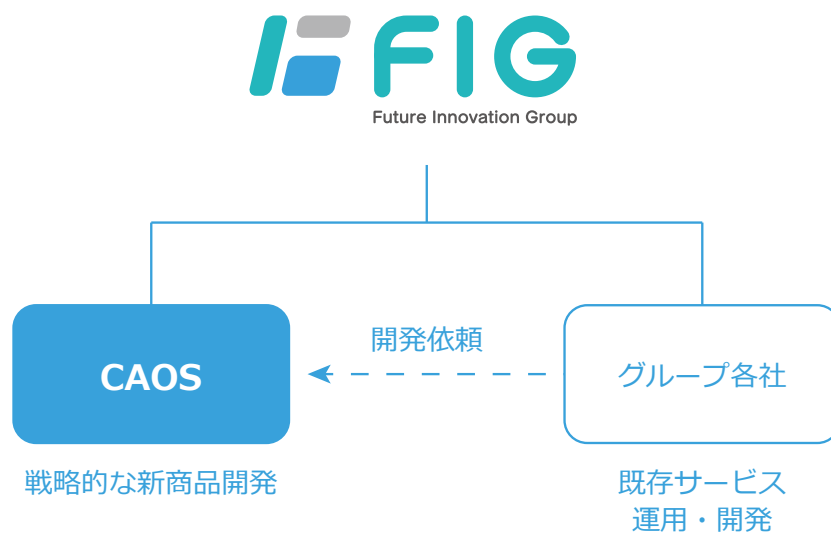 FIG
Future Innovation Group
開発依頼
CAOS
グループ各社
戦略的な新商品開発
既存サービス
運用・開発